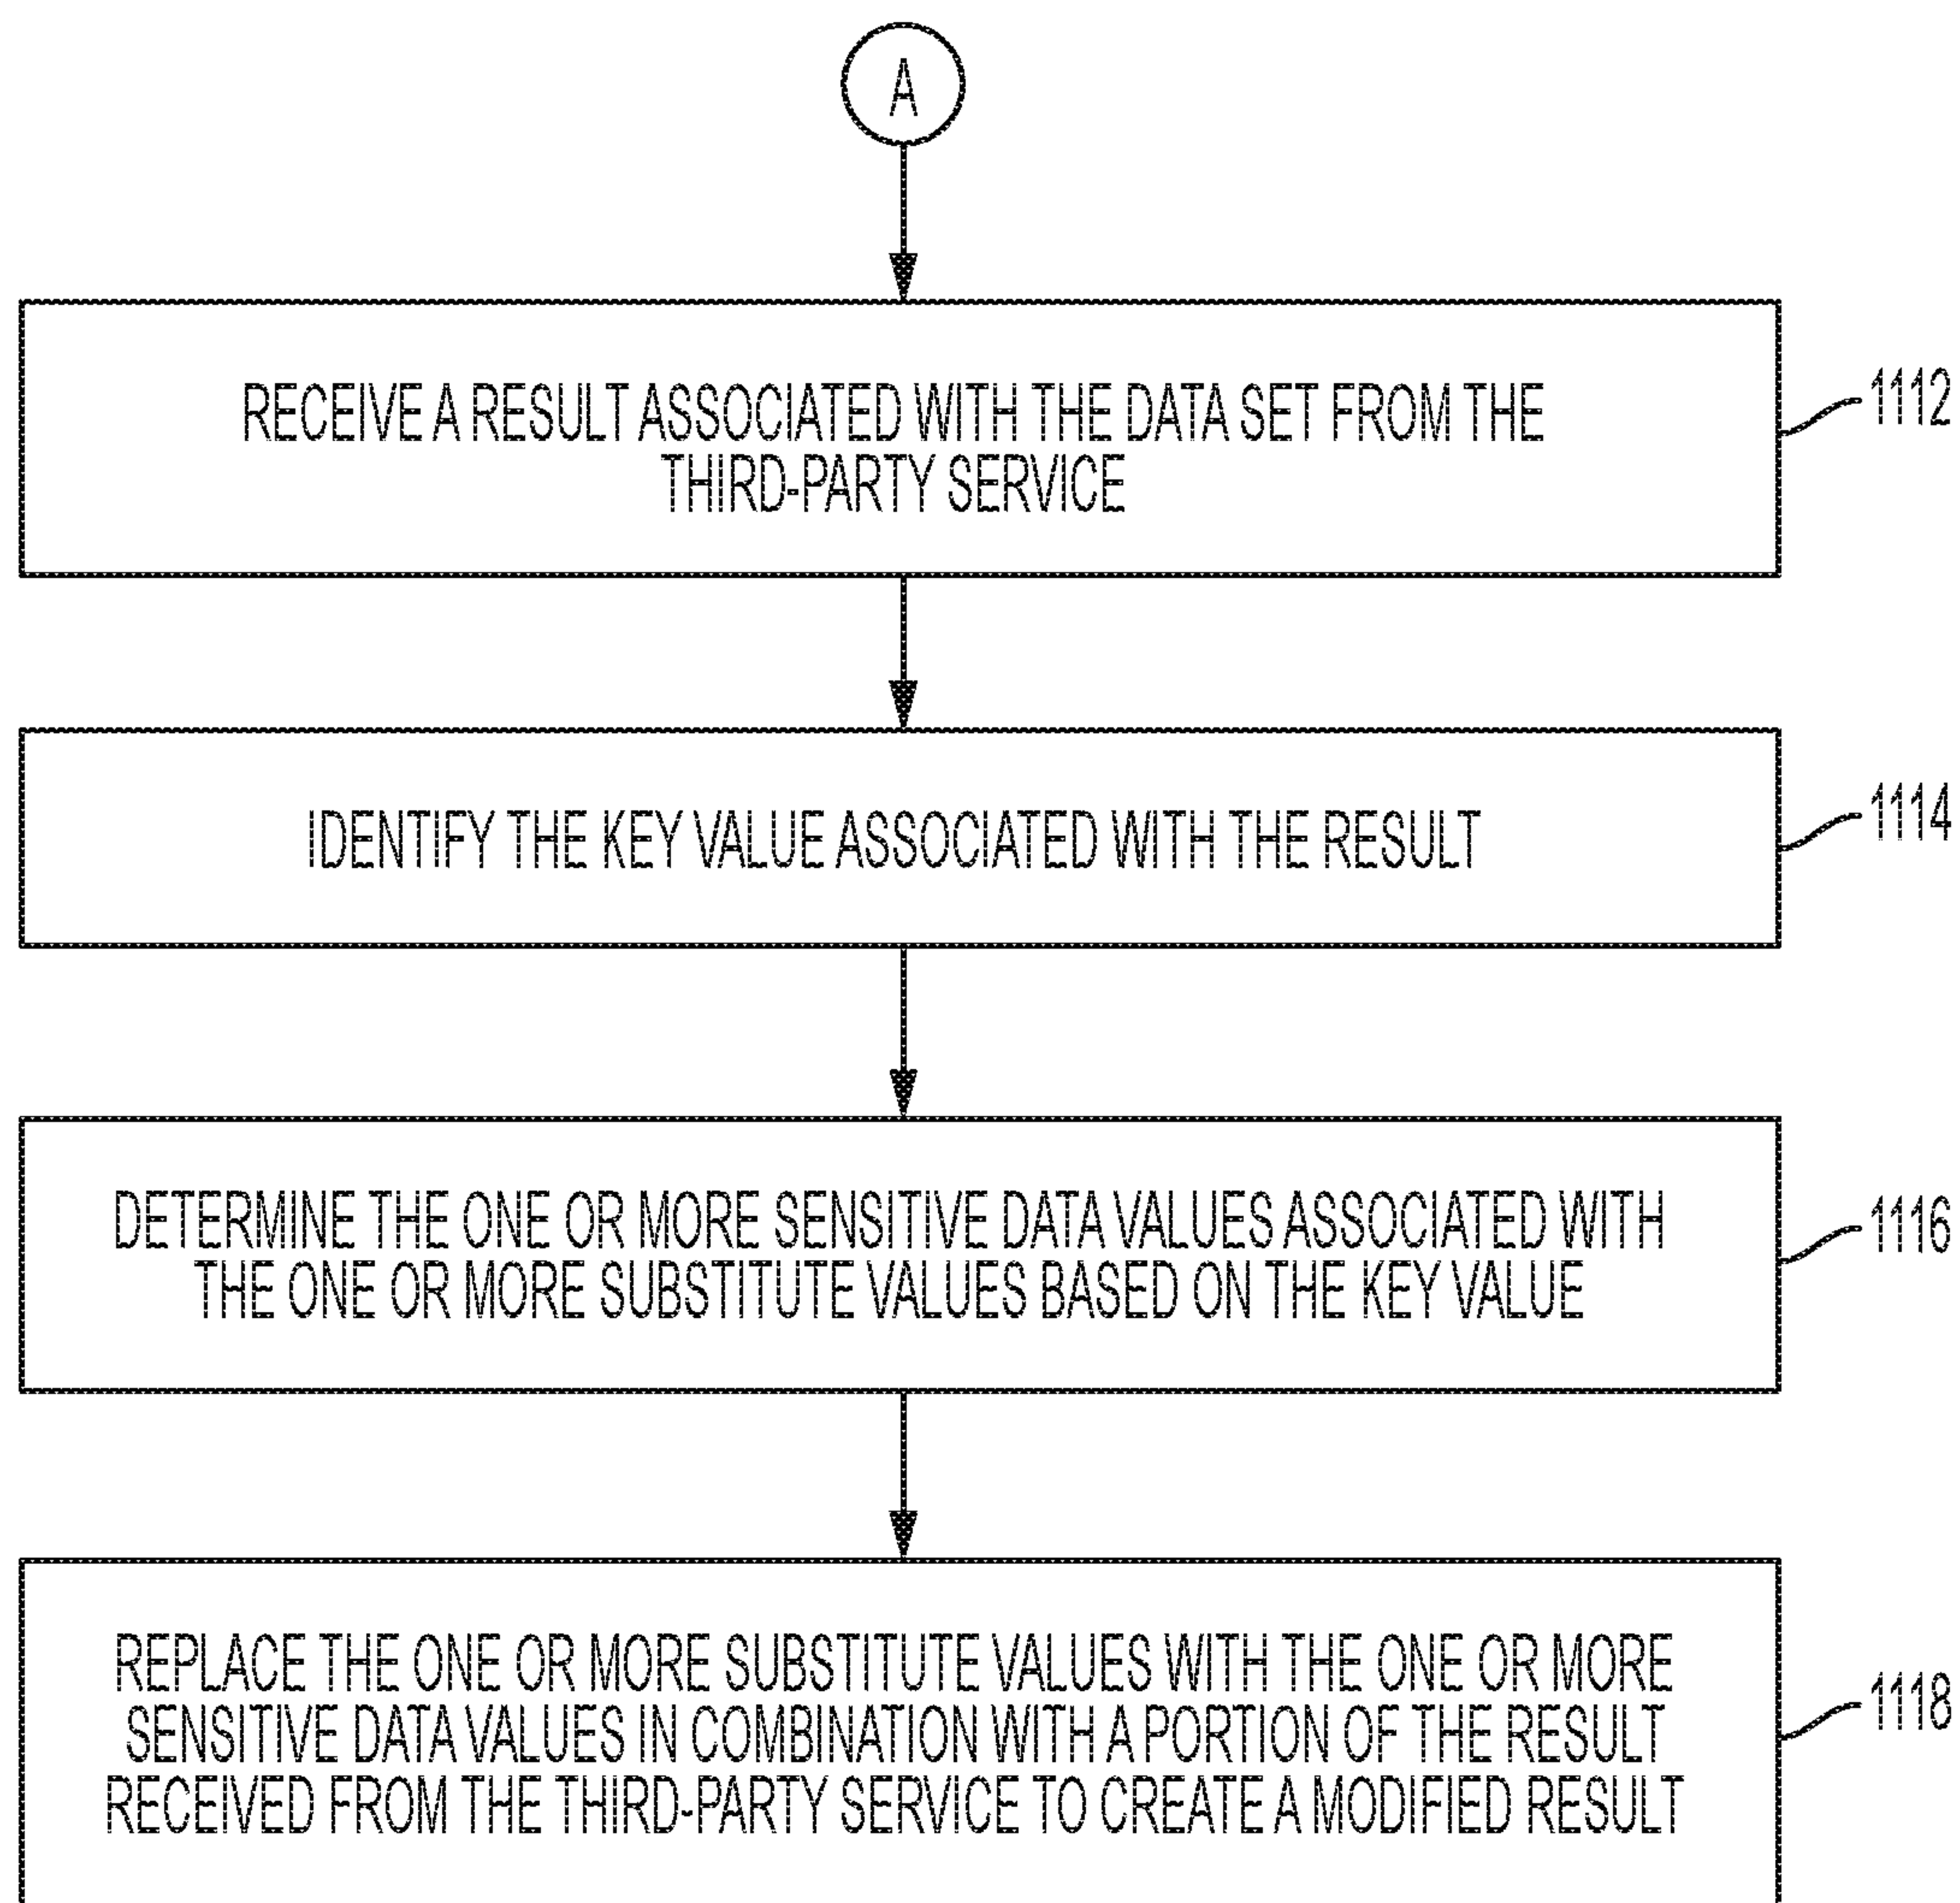 A
RECEIVE A RESULT ASSOCIATED WITH THE DATA SET FROM THE
THIRD-PARTY SERVICE
1112
IDENTIFY THE KEY VALUE ASSOCIATED WITH THE RESULT
1114
DETERMINE THE ONE OR MORE SENSITIVE DATA VALUES ASSOCIATED WITH
THE ONE OR MORE SUBSTITUTE VALUES BASED ON THE KEY VALUE
1116
REPLACE THE ONE OR MORE SUBSTITUTE VALUES WITH THE ONE OR MORE
SENSITIVE DATA VALUES IN COMBINATION WITH A PORTION OF THE RESULT
RECEIVED FROM THE THIRD-PARTY SERVICE TO CREATE A MODIFIED RESULT
1118